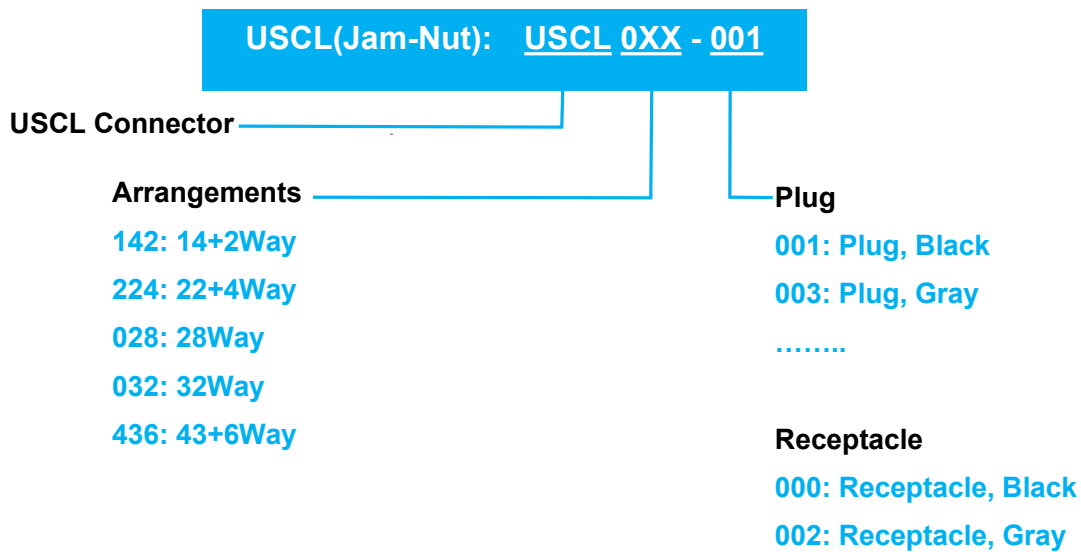 USCL(Jam-Nut): USCL 0XX - 001
USCL Connector
Arrangements
142: 14+2Way
224: 22+4Way
028: 28Way
032: 32Way
436: 43+6Way
Plug
001: Plug, Black
003: Plug, Gray
……..
Receptacle
000: Receptacle, Black
002: Receptacle, Gray